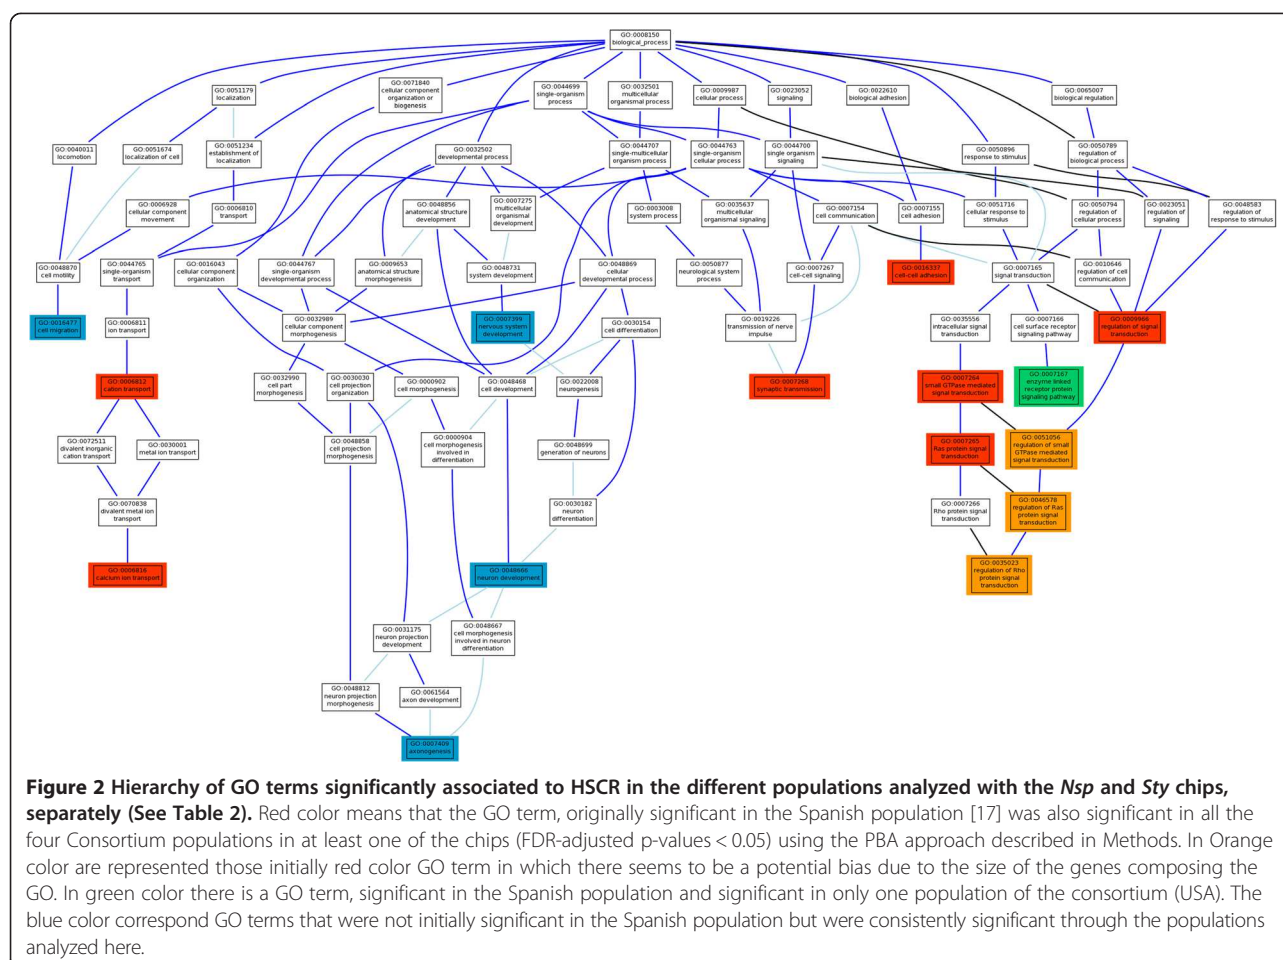 GO:0008150
biological_process
GO:0051179
localization
GO:0071840
cellular component
organization or
biogenesis
GO:0044699
single-organism
process
GO:0032501
multicellular
organismal process
GO:0009987
cellular process
GO:0023052
signaling
GO:0022610
biological adhesion
GO:0065007
biological regulation
GO:0040011
locomotion
GO:0051674
localization of cell
GO:0051234
establishment of
localization
GO:0032502
developmental process
GO:0044707
single-multicellular
organism process
GO:0044763
single-organism
cellular process
GO:0044700
single organism
signaling
GO:0050896
response to stimulus
GO:0050789
regulation of
biological process
GO:0006928
cellular component
movement
GO:0006810
transport
GO:0048856
anatomical structure
development
GO:0007275
multicellular
organismal
development
GO:0003008
system process
GO:0035637
multicellular
organismal signaling
GO:0007154
cell communication
GO:0007155
cell adhesion
GO:0051716
cellular response to
stimulus
GO:0050794
regulation of
cellular process
GO:0023051
regulation of
signaling
GO:0048583
regulation of
response to stimulus
GO:0048870
cell motility
GO:0044765
single-organism
transport
GO:0016043
cellular component
organization
GO:0044767
single-organism
developmental process
GO:0009653
anatomical structure
morphogenesis
GO:0048731
system development
GO:0048869
cellular
developmental process
GO:0050877
neurological system
process
GO:0007267
cell-cell signaling
GO:0016337
cell-cell adhesion
GO:0007165
signal transduction
GO:0010646
regulation of cell
communication
GO:0016477
cell migration
GO:0006811
ion transport
GO:0032989
cellular component
morphogenesis
GO:0007399
nervous system
development
GO:0030154
cell differentiation
GO:0019226
transmission of nerve
impulse
GO:0035556
intracellular signal
transduction
GO:0007166
cell surface receptor
signaling pathway
GO:0009966
regulation of signal
transduction
GO:0006812
cation transport
GO:0032990
cell part
morphogenesis
GO:0030030
cell projection
organization
GO:0000902
cell morphogenesis
GO:0048468
cell development
GO:0022008
neurogenesis
GO:0007268
synaptic transmission
GO:0007264
small GTPase mediated
signal transduction
GO:0007167
enzyme linked
receptor protein
signaling pathway
GO:0072511
divalent inorganic
cation transport
GO:0030001
metal ion transport
GO:0048858
cell projection
morphogenesis
GO:0000904
cell morphogenesis
involved in
differentiation
GO:0048699
generation of neurons
GO:0007265
Ras protein signal
transduction
GO:0051056
regulation of small
GTPase mediated
signal transduction
GO:0070838
divalent metal ion
transport
GO:0030182
neuron
differentiation
GO:0007266
Rho protein signal
transduction
GO:0046578
regulation of Ras
protein signal
transduction
GO:0006816
calcium ion transport
GO:0048666
neuron development
GO:0035023
regulation of Rho
protein signal
transduction
GO:0031175
neuron projection
development
GO:0048667
cell morphogenesis
involved in neuron
differentiation
GO:0048812
neuron projection
morphogenesis
GO:0061564
axon development
GO:0007409
axonogenesis
Figure 2 Hierarchy of GO terms significantly associated to HSCR in the different populations analyzed with the Nsp and Sty chips,
separately (See Table 2). Red color means that the GO term, originally significant in the Spanish population [17] was also significant in all the
four Consortium populations in at least one of the chips (FDR-adjusted p-values < 0.05) using the PBA approach described in Methods. In Orange
color are represented those initially red color GO term in which there seems to be a potential bias due to the size of the genes composing the
GO. In green color there is a GO term, significant in the Spanish population and significant in only one population of the consortium (USA). The
blue color correspond GO terms that were not initially significant in the Spanish population but were consistently significant through the populations
analyzed here.